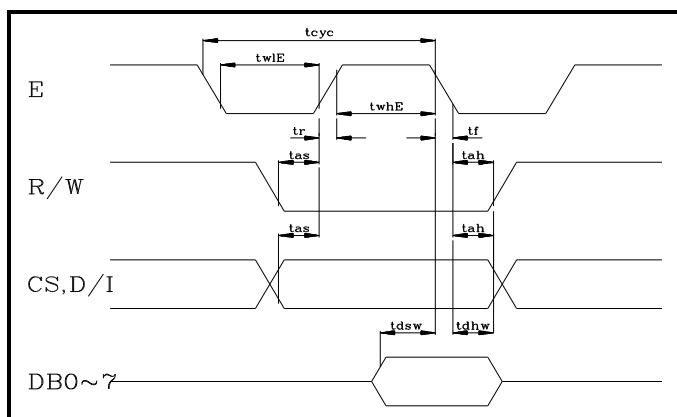 tcyc
twlE
E
twhE
tr
tf
tas
tah
R/W
tas
tah
CS,D/I
tdsw
tdhw
DB0~7